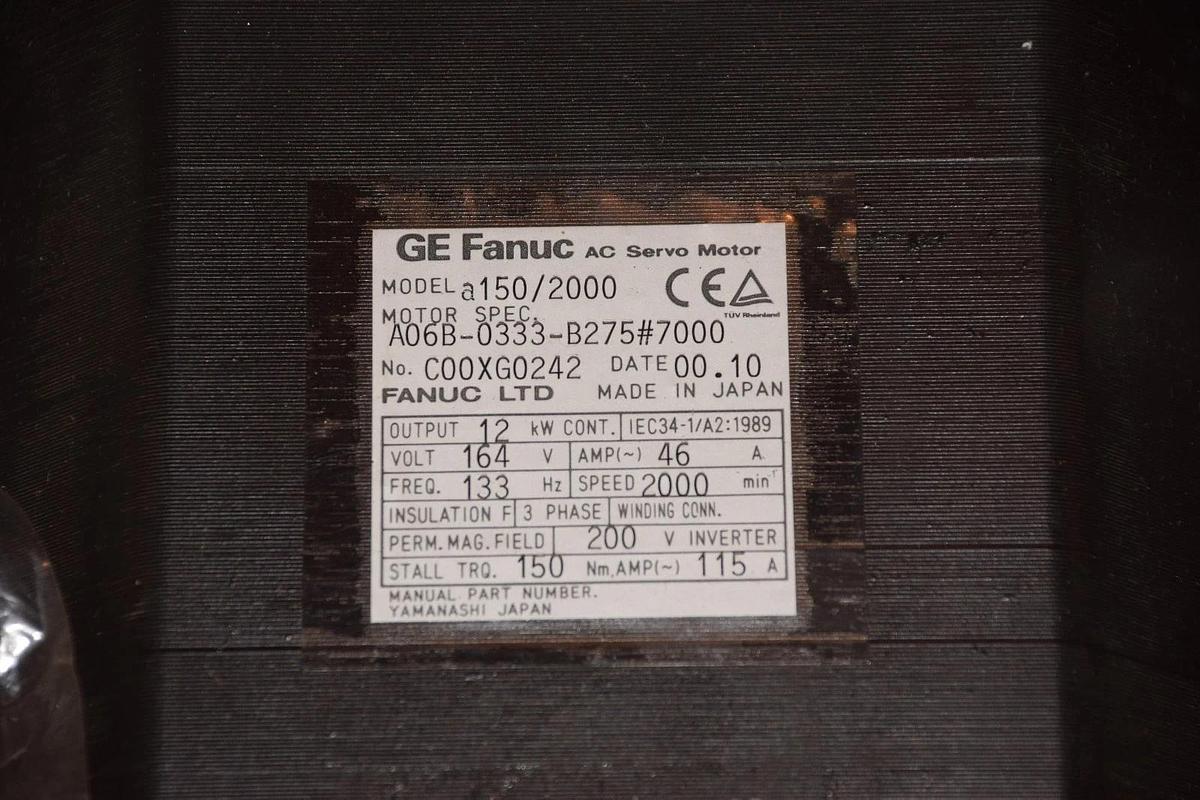 GE Fanuc AC Servo Motor
MODEL a150/2000 CE
TÜV Rheinland
MOTOR SPEC.
A06B-0333-B275#7000
No. C00XG0242 DATE 00.10
FANUC LTD MADE IN JAPAN
OUTPUT 12 kW CONT. IEC34-1/A2:1989
VOLT 164 V AMP(~) 46 A.
FREQ. 133 Hz SPEED 2000 min⁻¹
INSULATION F 3 PHASE WINDING CONN.
PERM.MAG.FIELD 200 V INVERTER
STALL TRQ. 150 Nm,AMP(~) 115 A
MANUAL PART NUMBER.
YAMANASHI JAPAN